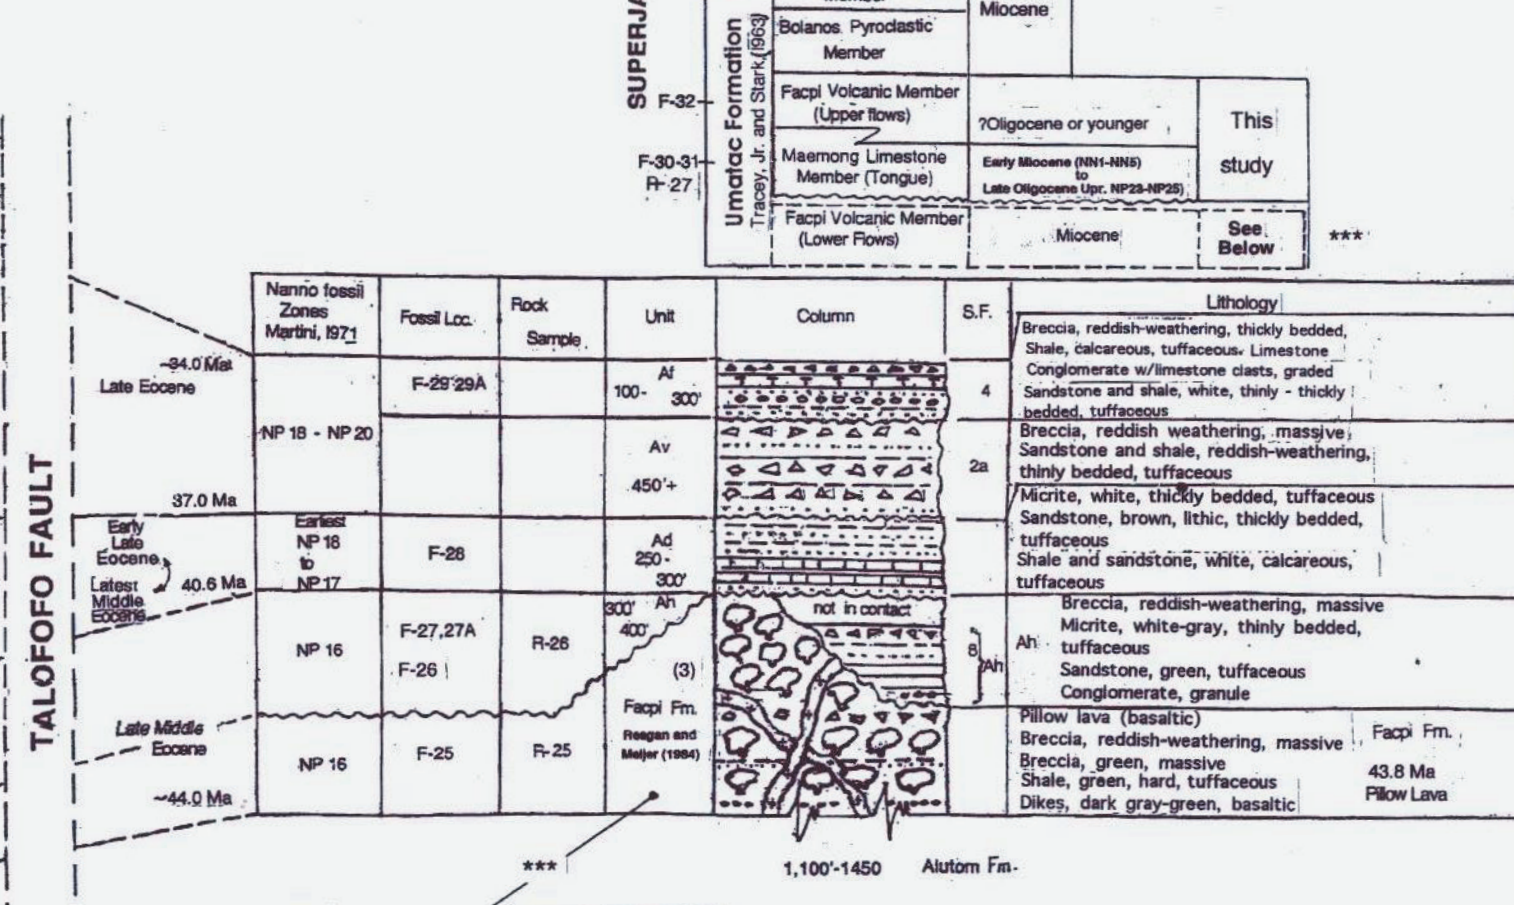 SUPERJA
Umatac Formation
Tracey, Jr. and Stark,(1963)
Miocene
Bolanos Pyroclastic
Member
F-32
Facpi Volcanic Member
(Upper flows)
?Oligocene or younger
This
study
F-30-31
R-27
Maemong Limestone
Member (Tongue)
Early Miocene (NN1-NN5)
to
Late Oligocene Upr. NP23-NP25)
Facpi Volcanic Member
(Lower Flows)
Miocene
See
Below
***
TALOFOFO FAULT
Nanno fossil
Zones
Martini, 1971
Fossil Loc.
Rock
Sample
Unit
Column
S.F.
Lithology
~34.0 Ma
Late Eocene
37.0 Ma
NP 18 - NP 20
F-29 29A
Af
100-
300'
4
Breccia, reddish-weathering, thickly bedded,
Shale, calcareous, tuffaceous. Limestone
Conglomerate w/limestone clasts, graded
Sandstone and shale, white, thinly - thickly
bedded, tuffaceous
Av
450'+
2a
Breccia, reddish weathering, massive
Sandstone and shale, reddish-weathering,
thinly bedded, tuffaceous
Early
Late
Eocene
Latest
Middle
Eocene
40.6 Ma
Earliest
NP 18
to
NP 17
F-28
Ad
250-
300'
Micrite, white, thickly bedded, tuffaceous
Sandstone, brown, lithic, thickly bedded,
tuffaceous
Shale and sandstone, white, calcareous,
tuffaceous
NP 16
F-27,27A
F-26
R-26
300'
Ah
400'
not in contact
8
Ah
Ah
Breccia, reddish-weathering, massive
Micrite, white-gray, thinly bedded,
tuffaceous
Sandstone, green, tuffaceous
Conglomerate, granule
Late Middle
Eocene
~44.0 Ma
NP 16
F-25
R-25
(3)
Facpi Fm.
Reagan and
Meijer (1984)
Pillow lava (basaltic)
Breccia, reddish-weathering, massive
Breccia, green, massive
Shale, green, hard, tuffaceous
Dikes, dark gray-green, basaltic
Facpi Fm.
43.8 Ma
Pillow Lava
***
1,100'-1450
Alutom Fm.